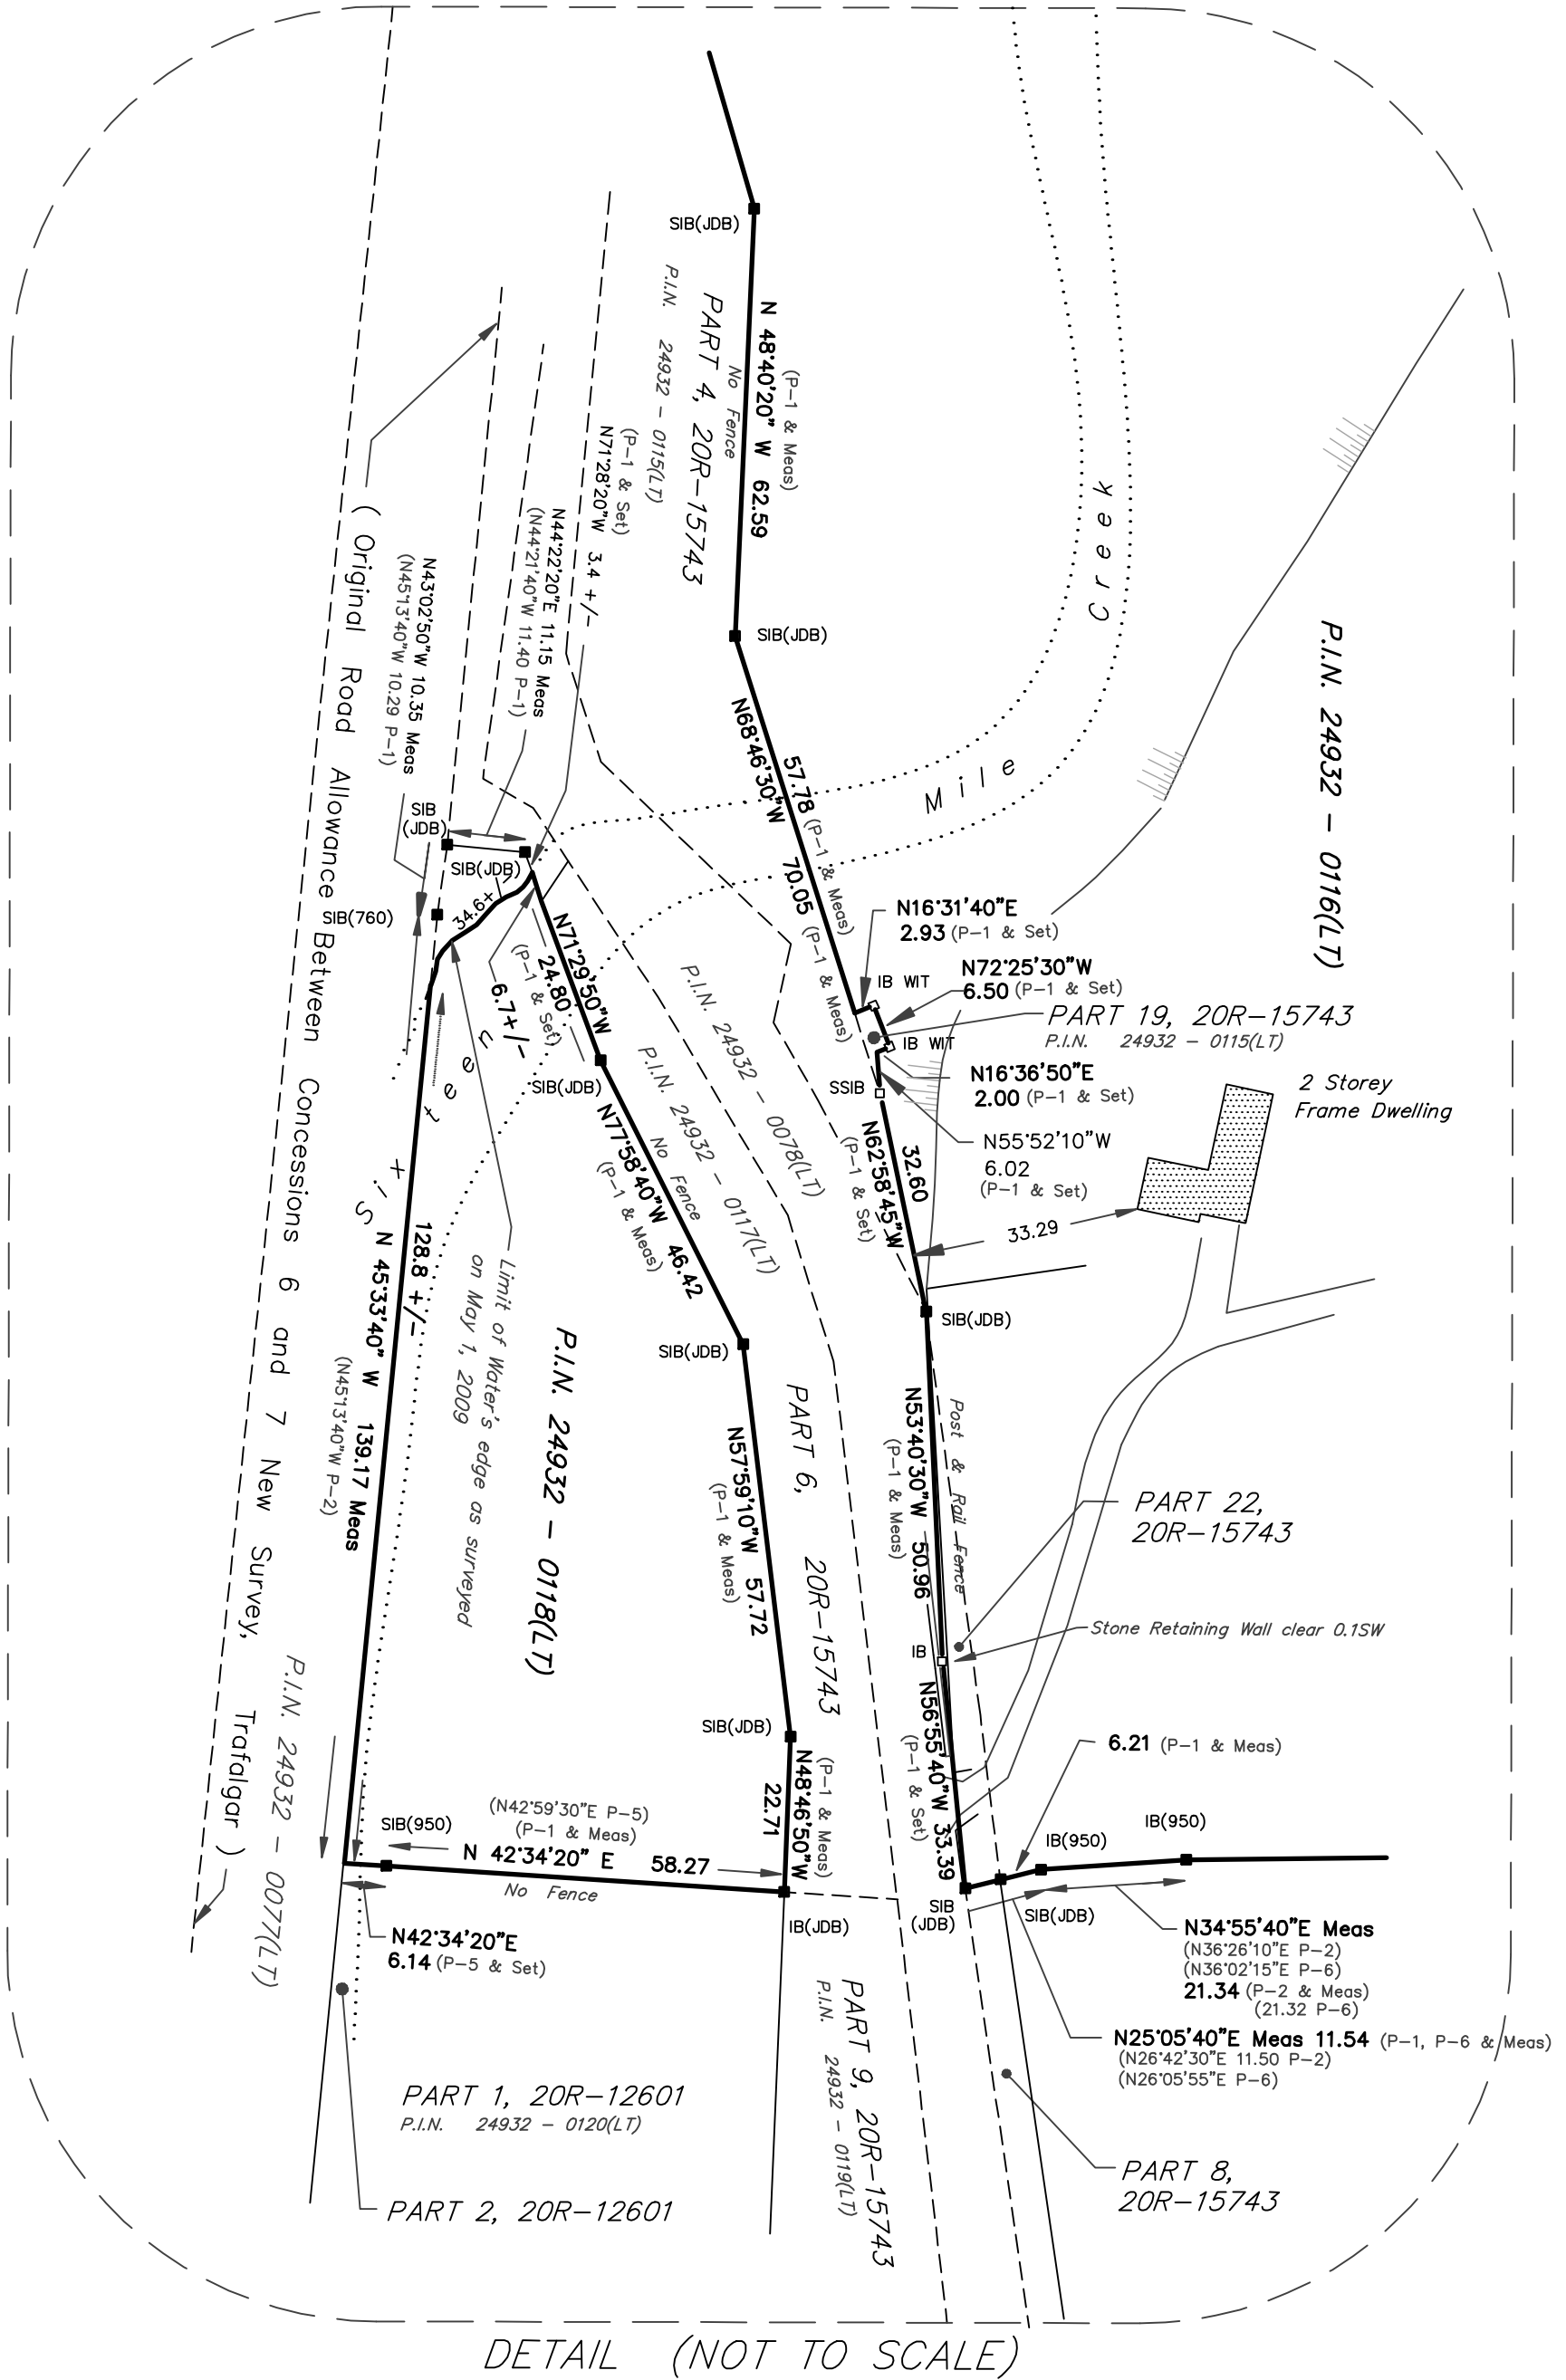 SIB(JDB)
P.I.N. 24932 - 0115(LT)
PART 4, 20R-15743
No Fence
N 48°40'20" W 62.59
(P-1 & Meas)
Creek
P.I.N. 24932 - 0116(LT)
N71°28'20"W 3.4 +/-
(P-1 & Set)
N44°22'20"E 11.15 Meas
(N44°21'40"W 11.40 P-1)
N43°02'50"W 10.35 Meas
(N45°13'40"W 10.29 P-1)
( Original Road Allowance Between Concessions 6 and 7 New Survey, Trafalgar )
SIB(JDB)
N68°46'30"W
57.78 (P-1 & Meas)
70.05 (P-1 & Meas)
Mile
SIB
(JDB)
SIB(JDB)
SIB(760)
34.6+
N71°29'50"W
24.80
(P-1 & Set)
6.7+/-
N16°31'40"E
2.93 (P-1 & Set)
IB WIT
N72°25'30"W
6.50 (P-1 & Set)
PART 19, 20R-15743
P.I.N. 24932 - 0115(LT)
IB WIT
N16°36'50"E
2.00 (P-1 & Set)
SSIB
N55°52'10"W
6.02
(P-1 & Set)
2 Storey
Frame Dwelling
P.I.N. 24932 - 0078(LT)
P.I.N. 24932 - 0117(LT)
SIB(JDB)
N77°58'40"W 46.42
(P-1 & Meas)
No Fence
N62°58'45"W
32.60
(P-1 & Set)
33.29
Sixteen
SIB(JDB)
SIB(JDB)
128.8 +/-
N 45°33'40" W 139.17 Meas
(N45°13'40"W P-2)
Limit of Water's edge as surveyed
on May 1, 2009
P.I.N. 24932 - 0118(LT)
N57°59'10"W 57.72
(P-1 & Meas)
PART 6, 20R-15743
N53°40'30"W 50.96
(P-1 & Meas)
Post & Rail Fence
PART 22,
20R-15743
Stone Retaining Wall clear 0.1SW
IB
P.I.N. 24932 - 0077(LT)
SIB(JDB)
N48°46'50"W
22.71
(P-1 & Meas)
N56°55'40"W 33.39
(P-1 & Set)
6.21 (P-1 & Meas)
IB(950)
IB(950)
SIB(950)
(N42°59'30"E P-5)
(P-1 & Meas)
N 42°34'20" E 58.27
No Fence
IB(JDB)
SIB
(JDB)
SIB(JDB)
N42°34'20"E
6.14 (P-5 & Set)
N34°55'40"E Meas
(N36°26'10"E P-2)
(N36°02'15"E P-6)
21.34 (P-2 & Meas)
(21.32 P-6)
N25°05'40"E Meas 11.54 (P-1, P-6 & Meas)
(N26°42'30"E 11.50 P-2)
(N26°05'55"E P-6)
PART 9, 20R-15743
P.I.N. 24932 - 0119(LT)
PART 1, 20R-12601
P.I.N. 24932 - 0120(LT)
PART 2, 20R-12601
PART 8,
20R-15743
DETAIL (NOT TO SCALE)